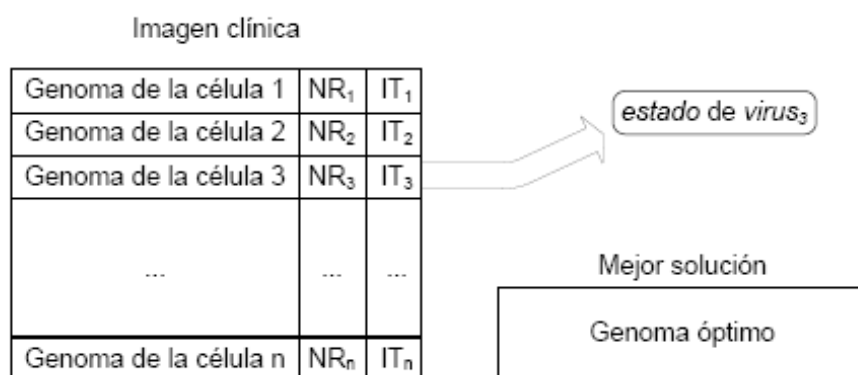 Imagen clínica
Genoma de la célula 1 NR₁ IT₁
Genoma de la célula 2 NR₂ IT₂
Genoma de la célula 3 NR₃ IT₃
... ... ...
Genoma de la célula n NRₙ ITₙ
estado de virus₃
Mejor solución
Genoma óptimo